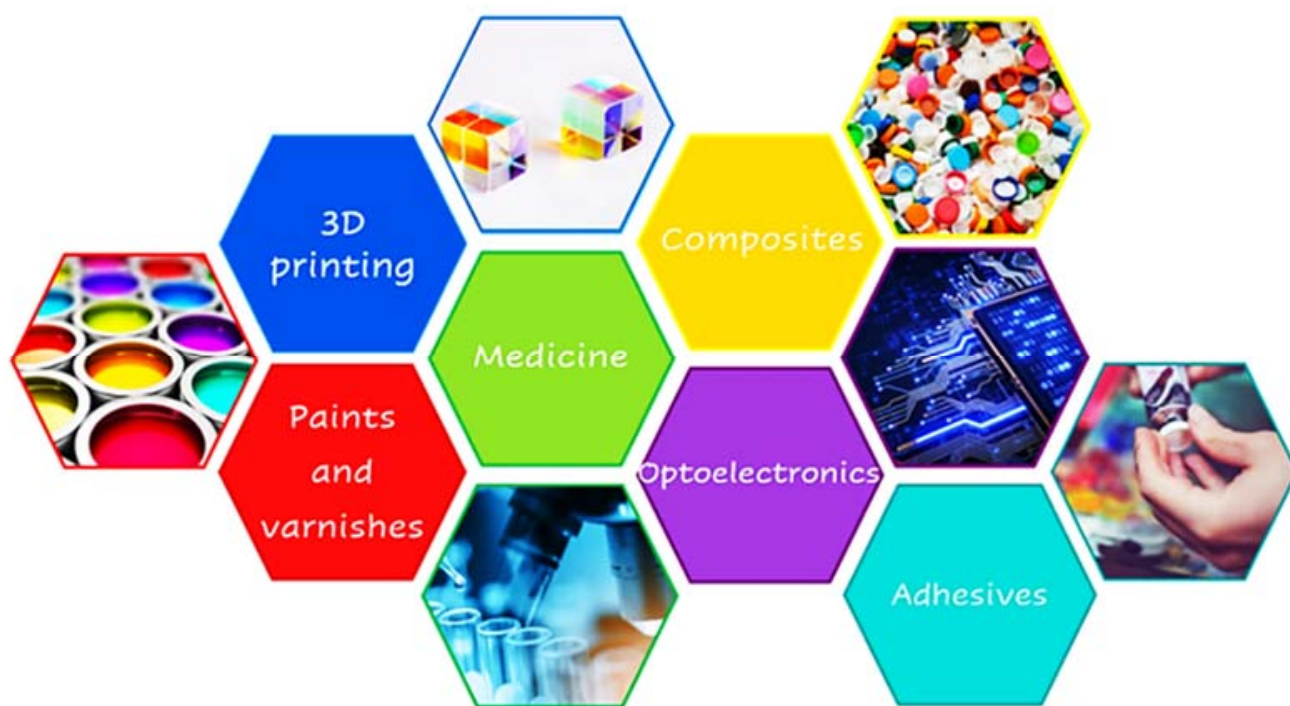 3D
printing
Composites
Medicine
Paints
and
varnishes
Optoelectronics
Adhesives